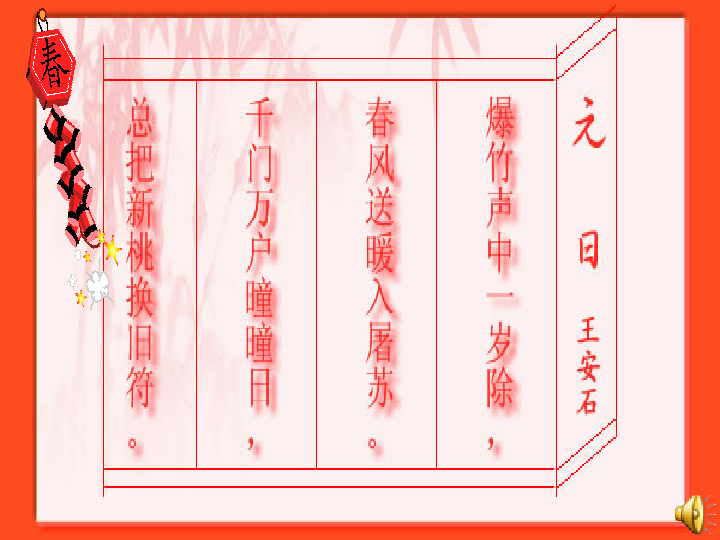 元日
王安石
爆竹声中一岁除，
春风送暖入屠苏。
千门万户曈曈日，
总把新桃换旧符。
春